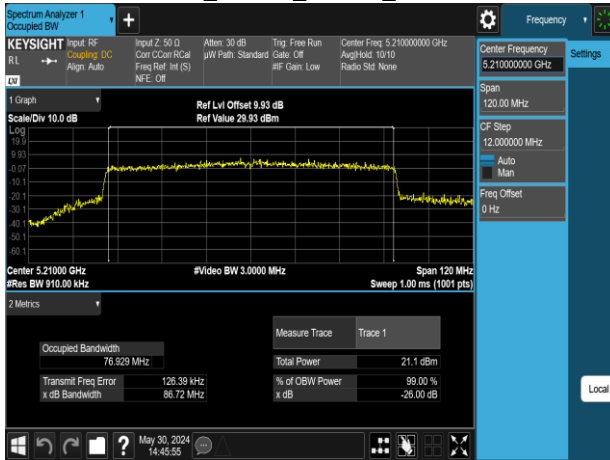 Spectrum Analyzer 1
Occupied BW
Frequency
KEYSIGHT
RL
LXI
Input: RF
Coupling: DC
Align: Auto
Input Z: 50 Ω
Corr CCorr RCal
Freq Ref: Int (S)
NFE: Off
Atten: 30 dB
µW Path: Standard
Trig: Free Run
Gate: Off
#IF Gain: Low
Center Freq: 5.210000000 GHz
Avg|Hold: 10/10
Radio Std: None
Center Frequency
5.210000000 GHz
Settings
Span
120.00 MHz
CF Step
12.000000 MHz
Auto
Man
Freq Offset
0 Hz
Local
1 Graph
Scale/Div 10.0 dB
Ref Lvl Offset 9.93 dB
Ref Value 29.93 dBm
Log
19.9
9.93
-0.07
-10.1
-20.1
-30.1
-40.1
-50.1
-60.1
Center 5.21000 GHz
#Video BW 3.0000 MHz
Span 120 MHz
#Res BW 910.00 kHz
Sweep 1.00 ms (1001 pts)
2 Metrics
Measure Trace
Trace 1
Occupied Bandwidth
76.929 MHz
Total Power
21.1 dBm
Transmit Freq Error
126.39 kHz
% of OBW Power
99.00 %
x dB Bandwidth
86.72 MHz
x dB
-26.00 dB
?
May 30, 2024
14:45:55